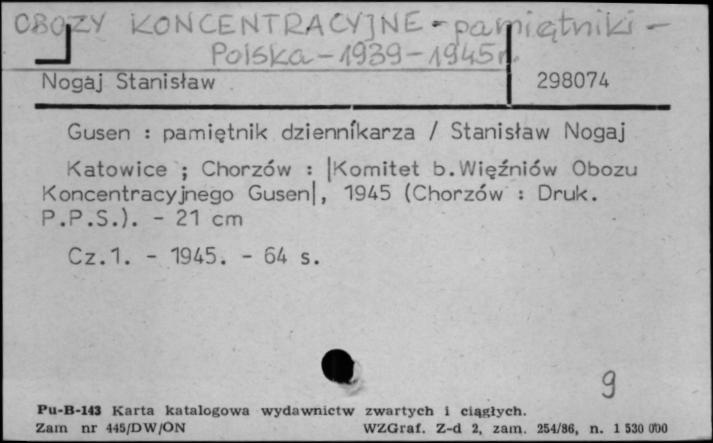 OBOZY KONCENTRACYJNE - pamiętniki -
Polska - 1939 - 1945 r.
Nogaj Stanisław 298074
Gusen : pamiętnik dziennikarza / Stanisław Nogaj
Katowice ; Chorzów : |Komitet b.Więźniów Obozu
Koncentracyjnego Gusen|, 1945 (Chorzów : Druk.
P.P.S.). - 21 cm
Cz.1. - 1945. - 64 s.
g
Pu-B-143 Karta katalogowa wydawnictw zwartych i ciągłych.
Zam nr 445/DW/ON WZGraf. Z-d 2, zam. 254/86, n. 1 530 000